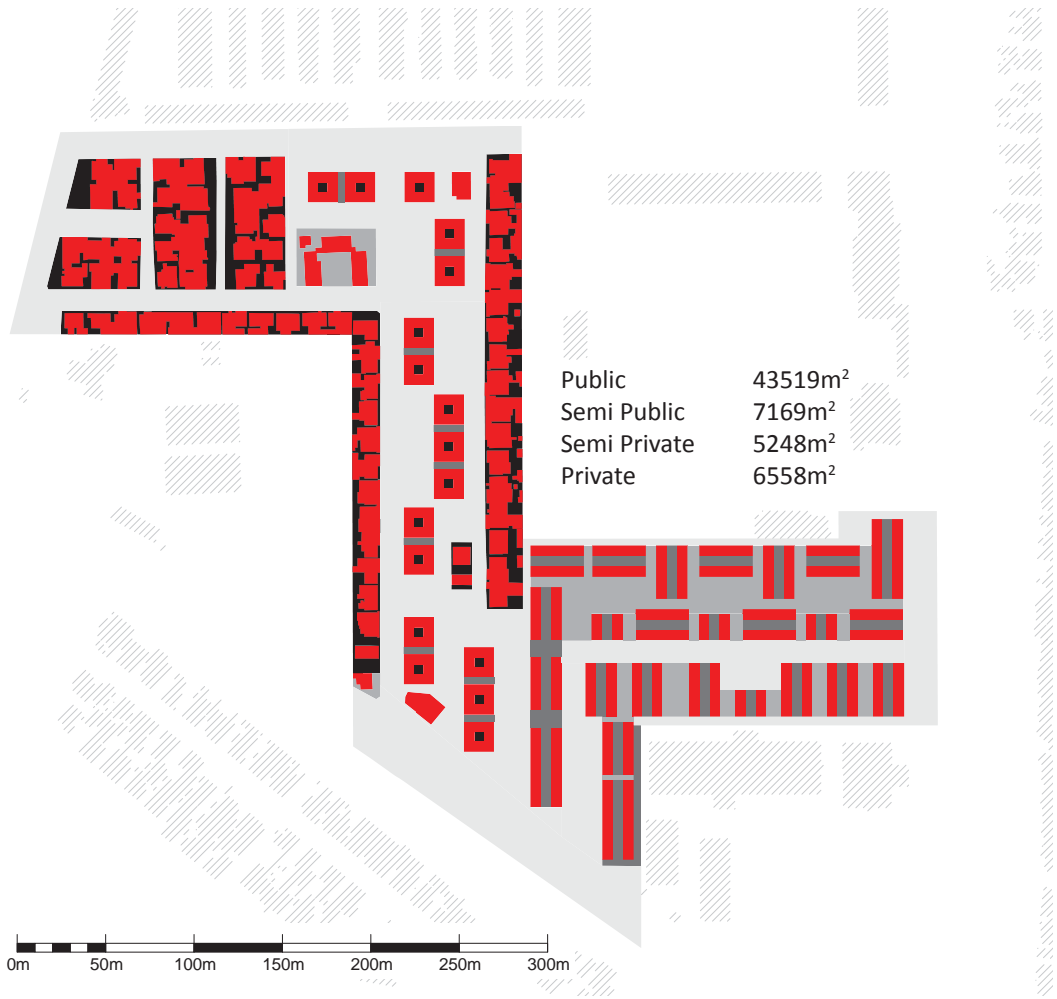 Public 43519m²
Semi Public 7169m²
Semi Private 5248m²
Private 6558m²
0m 50m 100m 150m 200m 250m 300m